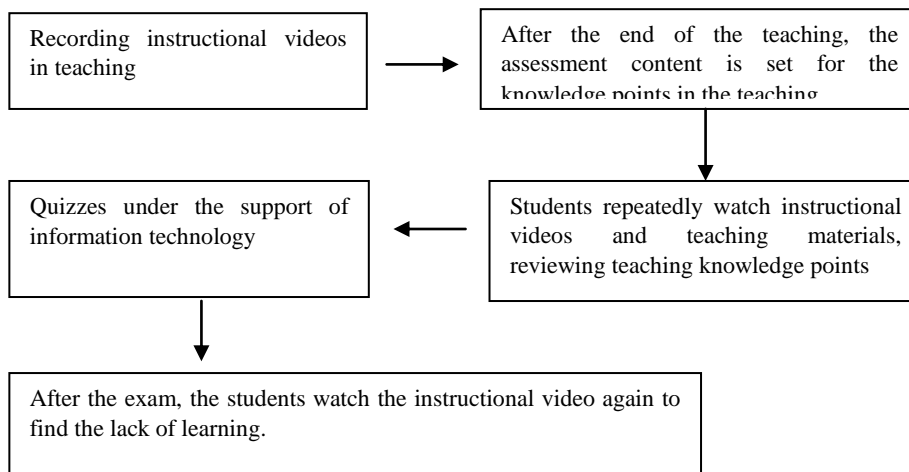 Recording instructional videos
in teaching
After the end of the teaching, the
assessment content is set for the
knowledge points in the teaching
Students repeatedly watch instructional
videos and teaching materials,
reviewing teaching knowledge points
Quizzes under the support of
information technology
After the exam, the students watch the instructional video again to
find the lack of learning.